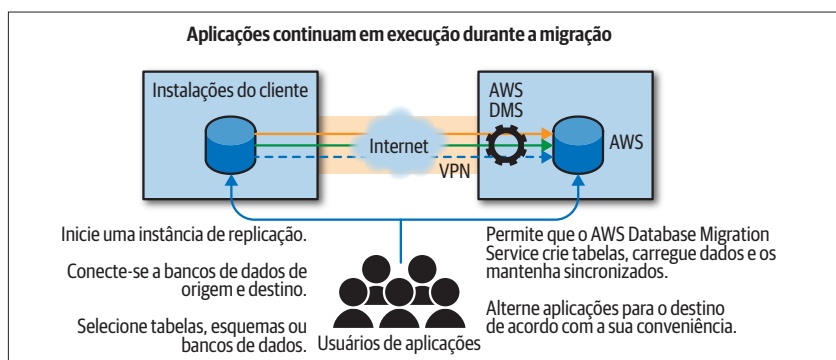 Aplicações continuam em execução durante a migração
Instalações do cliente
Internet
VPN
AWS
DMS
AWS
Inicie uma instância de replicação.
Conecte-se a bancos de dados de
origem e destino.
Selecione tabelas, esquemas ou
bancos de dados.
Usuários de aplicações
Permite que o AWS Database Migration
Service crie tabelas, carregue dados e os
mantenha sincronizados.
Alterne aplicações para o destino
de acordo com a sua conveniência.